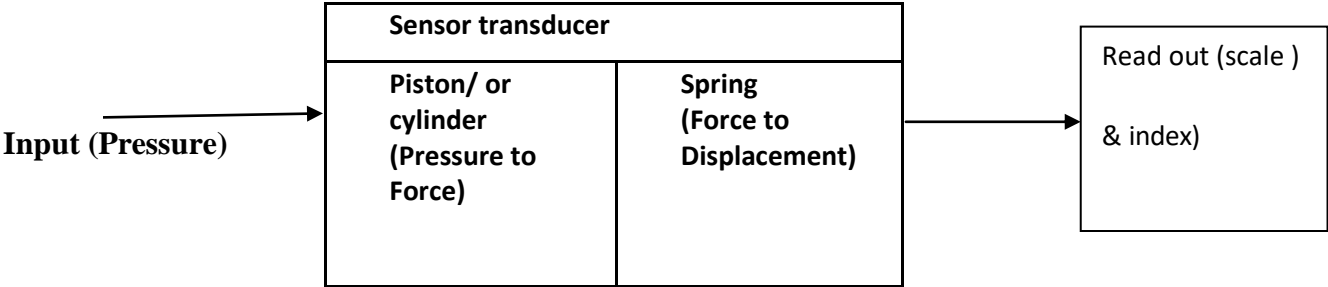 Sensor transducer
Piston/ or
cylinder
(Pressure to
Force)
Spring
(Force to
Displacement)
Input (Pressure)
Read out (scale )
& index)